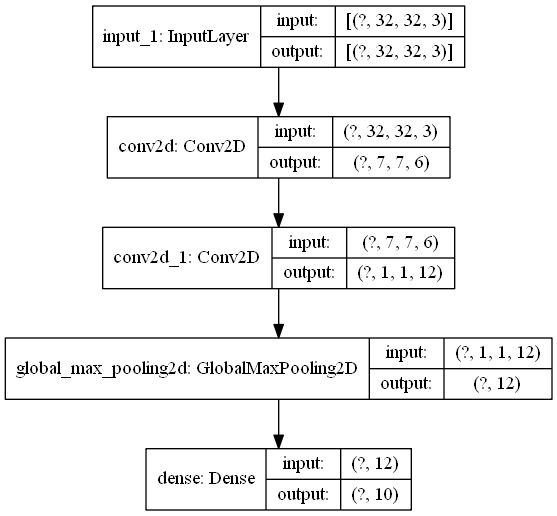 input_1: InputLayer
input: [(?, 32, 32, 3)]
output: [(?, 32, 32, 3)]
conv2d: Conv2D
input: (?, 32, 32, 3)
output: (?, 7, 7, 6)
conv2d_1: Conv2D
input: (?, 7, 7, 6)
output: (?, 1, 1, 12)
global_max_pooling2d: GlobalMaxPooling2D
input: (?, 1, 1, 12)
output: (?, 12)
dense: Dense
input: (?, 12)
output: (?, 10)